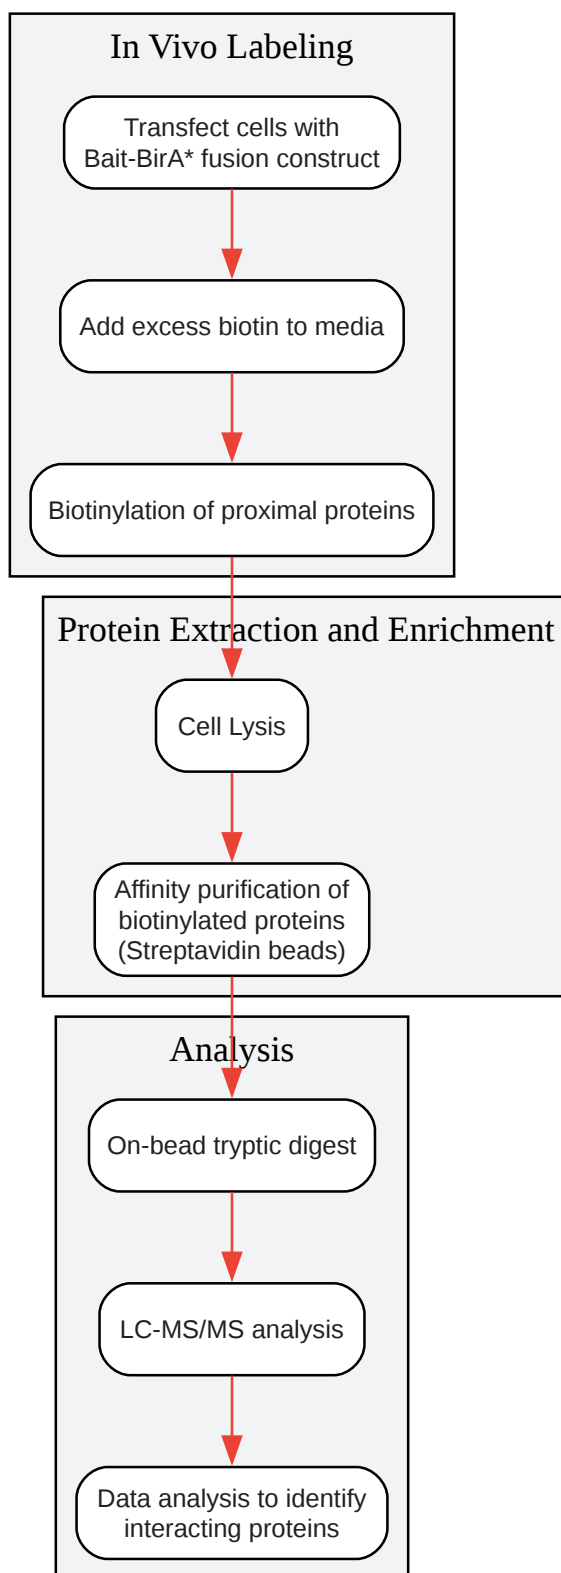 In Vivo Labeling
Transfect cells with
Bait-BirA* fusion construct
Add excess biotin to media
Biotinylation of proximal proteins
Protein Extraction and Enrichment
Cell Lysis
Affinity purification of
biotinylated proteins
(Streptavidin beads)
Analysis
On-bead tryptic digest
LC-MS/MS analysis
Data analysis to identify
interacting proteins